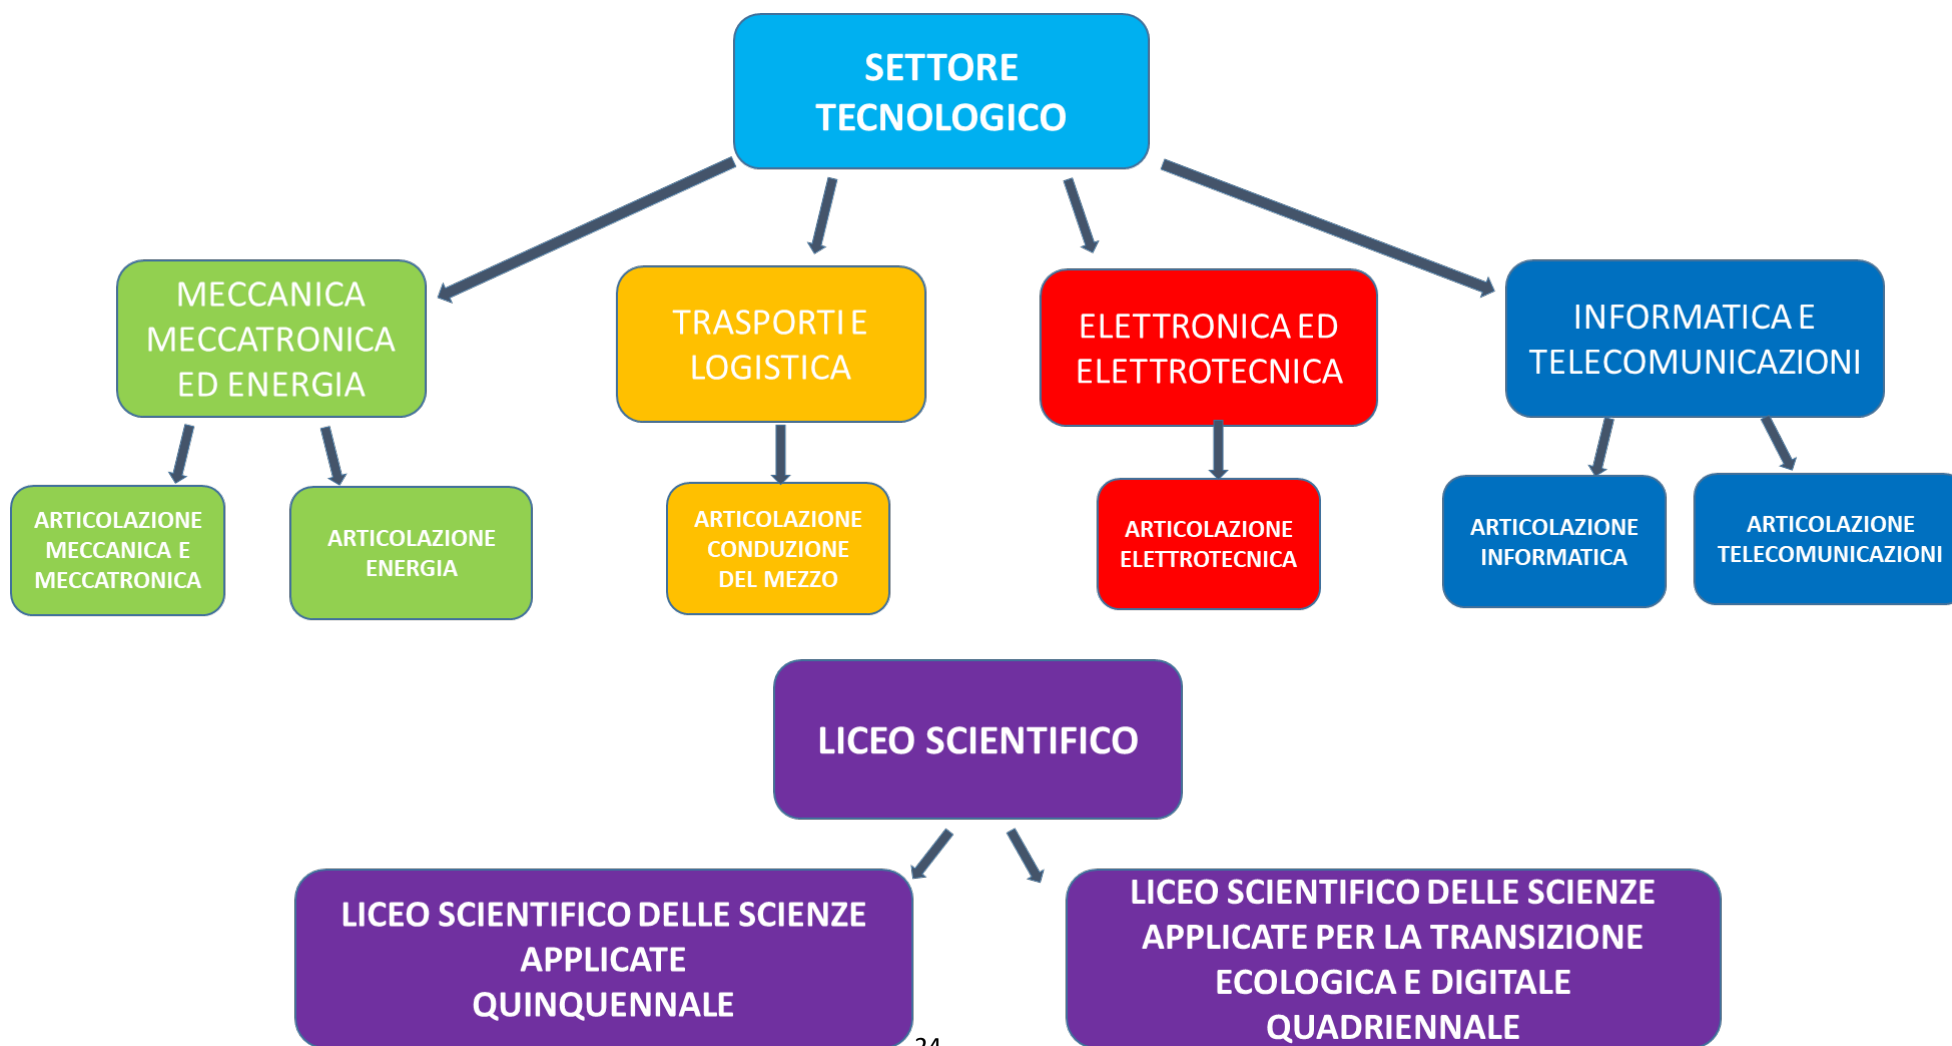 SETTORE
TECNOLOGICO
MECCANICA
MECCATRONICA
ED ENERGIA
TRASPORTI E
LOGISTICA
ELETTRONICA ED
ELETTROTECNICA
INFORMATICA E
TELECOMUNICAZIONI
ARTICOLAZIONE
MECCANICA E
MECCATRONICA
ARTICOLAZIONE
ENERGIA
ARTICOLAZIONE
CONDUZIONE
DEL MEZZO
ARTICOLAZIONE
ELETTROTECNICA
ARTICOLAZIONE
INFORMATICA
ARTICOLAZIONE
TELECOMUNICAZIONI
LICEO SCIENTIFICO
LICEO SCIENTIFICO DELLE SCIENZE
APPLICATE
QUINQUENNALE
LICEO SCIENTIFICO DELLE SCIENZE
APPLICATE PER LA TRANSIZIONE
ECOLOGICA E DIGITALE
QUADRIENNALE
24